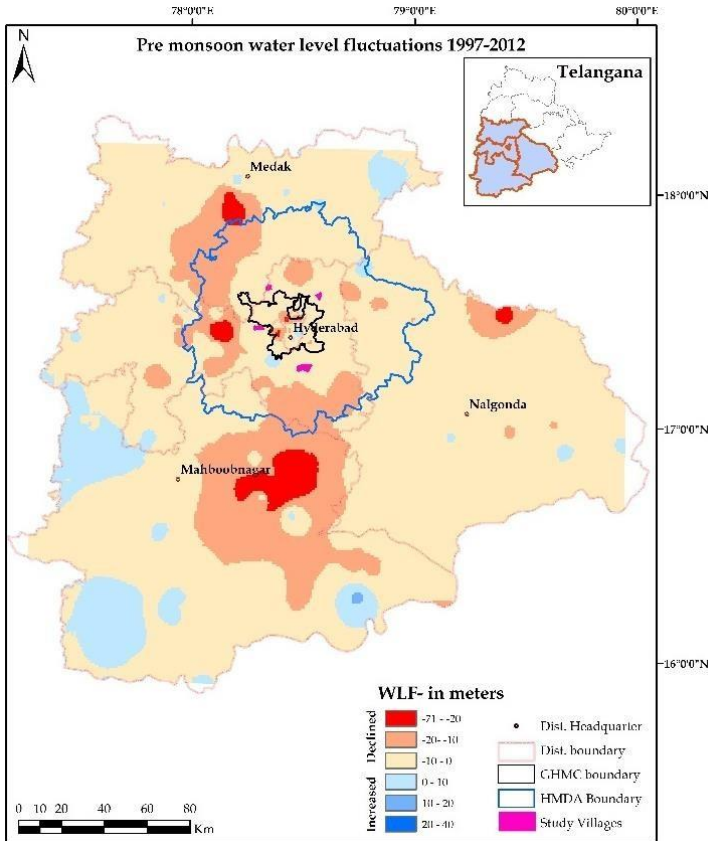 78°0'0"E
79°0'0"E
80°0'0"E
Pre monsoon water level fluctuations 1997-2012
N
Telangana
Medak
18°0'0"N
Hyderabad
Nalgonda
17°0'0"N
Mahboobnagar
16°0'0"N
WLF- in meters
Declined
-71 - -20
-20 - -10
-10 - 0
Increased
0 - 10
10 - 20
20 - 40
Dist. Headquarter
Dist. boundary
GHMC boundary
HMDA Boundary
Study Villages
0 10 20 40 60 80
Km